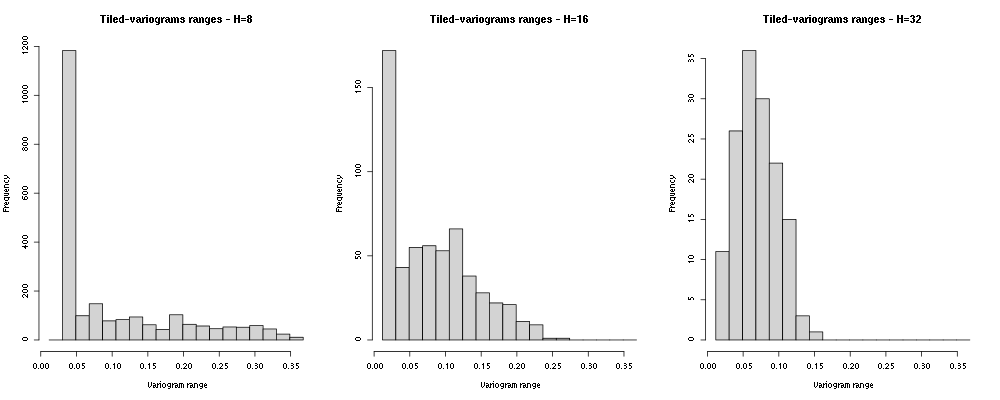 Tiled-variograms ranges - H=8
Frequency
0 200 400 600 800 1000 1200
0.00 0.05 0.10 0.15 0.20 0.25 0.30 0.35
Variogram range
Tiled-variograms ranges - H=16
Frequency
0 50 100 150
0.00 0.05 0.10 0.15 0.20 0.25 0.30 0.35
Variogram range
Tiled-variograms ranges - H=32
Frequency
0 5 10 15 20 25 30 35
0.00 0.05 0.10 0.15 0.20 0.25 0.30 0.35
Variogram range